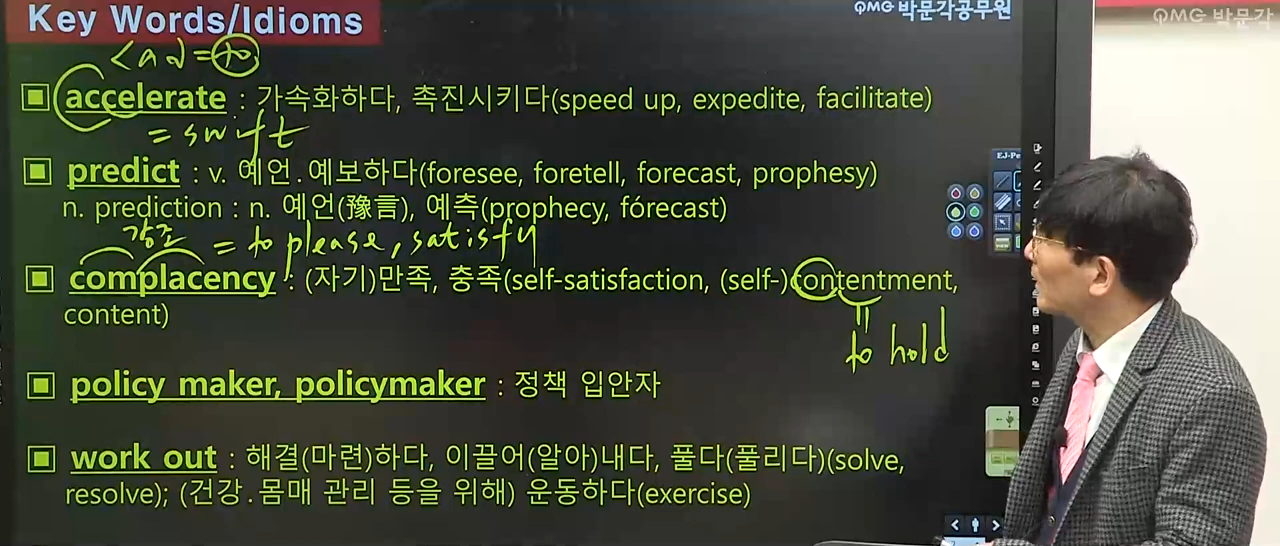 Key Words/Idioms
PMG 박문각공무원
PMG 박문각
<ad = to
▣ accelerate : 가속화하다, 촉진시키다(speed up, expedite, facilitate)
= swift
▣ predict : v. 예언.예보하다(foresee, foretell, forecast, prophesy)
n. prediction : n. 예언(豫言), 예측(prophecy, fórecast)
강조 = to please, satisfy
▣ complacency : (자기)만족, 충족(self-satisfaction, (self-)contentment,
content)
=
to hold
▣ policy maker, policymaker : 정책 입안자
▣ work out : 해결(마련)하다, 이끌어(알아)내다, 풀다(풀리다)(solve,
resolve); (건강.몸매 관리 등을 위해) 운동하다(exercise)
EJ-Pe